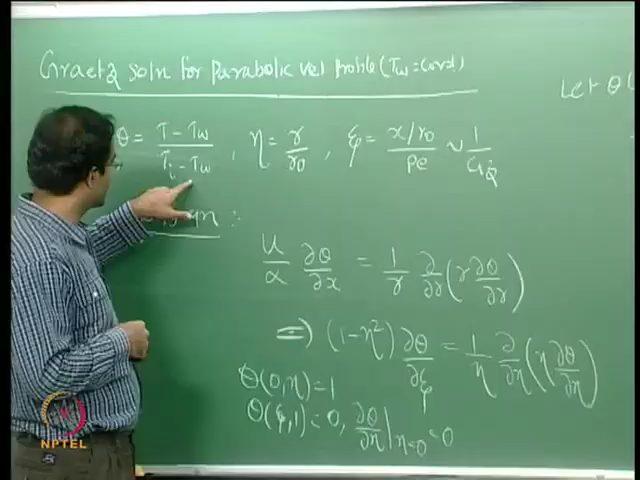 Graetz soln for parabolic vel profile (Tw = const)
Let θ(
θ = (T - Tw)/(Ti - Tw), η = r/r0, ξ = (x/r0)/Pe ~ 1/Gz
eqn :
u/α ∂θ/∂x = 1/r ∂/∂r (r ∂θ/∂r)
=> (1-η²) ∂θ/∂ξ = 1/η ∂/∂η (η ∂θ/∂η)
θ(0,η) = 1
θ(ξ,1) = 0, ∂θ/∂η|η=0 = 0
NPTEL